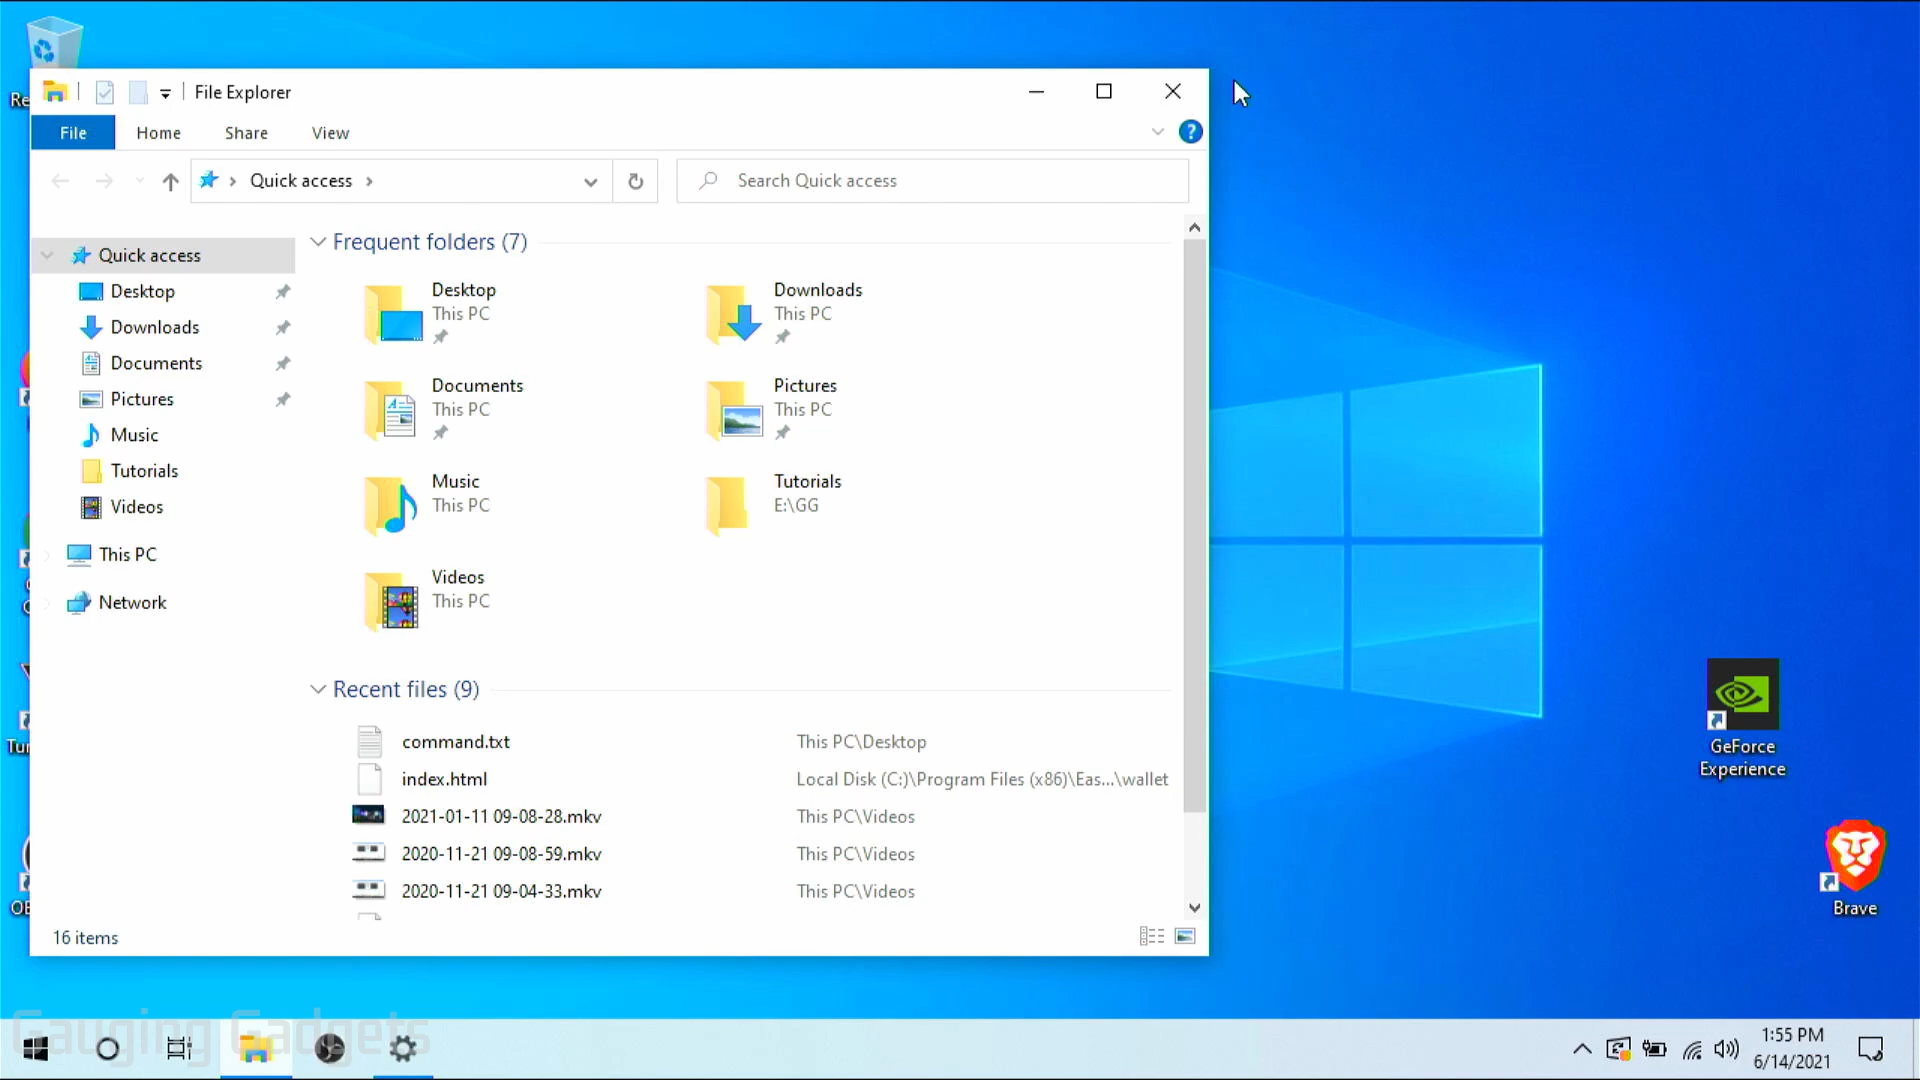 File Explorer
File Home Share View
Quick access
Search Quick access
Quick access
Desktop
Downloads
Documents
Pictures
Music
Tutorials
Videos
This PC
Network
Frequent folders (7)
Desktop
This PC
Downloads
This PC
Documents
This PC
Pictures
This PC
Music
This PC
Tutorials
E:\GG
Videos
This PC
Recent files (9)
command.txt This PC\Desktop
index.html Local Disk (C:)\Program Files (x86)\Eas...\wallet
2021-01-11 09-08-28.mkv This PC\Videos
2020-11-21 09-08-59.mkv This PC\Videos
2020-11-21 09-04-33.mkv This PC\Videos
16 items
GeForce
Experience
Brave
Gauging Gadgets
1:55 PM
6/14/2021